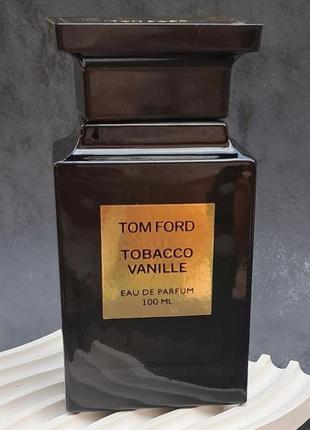 TOM FORD
TOBACCO
VANILLE
EAU DE PARFUM
100 ML